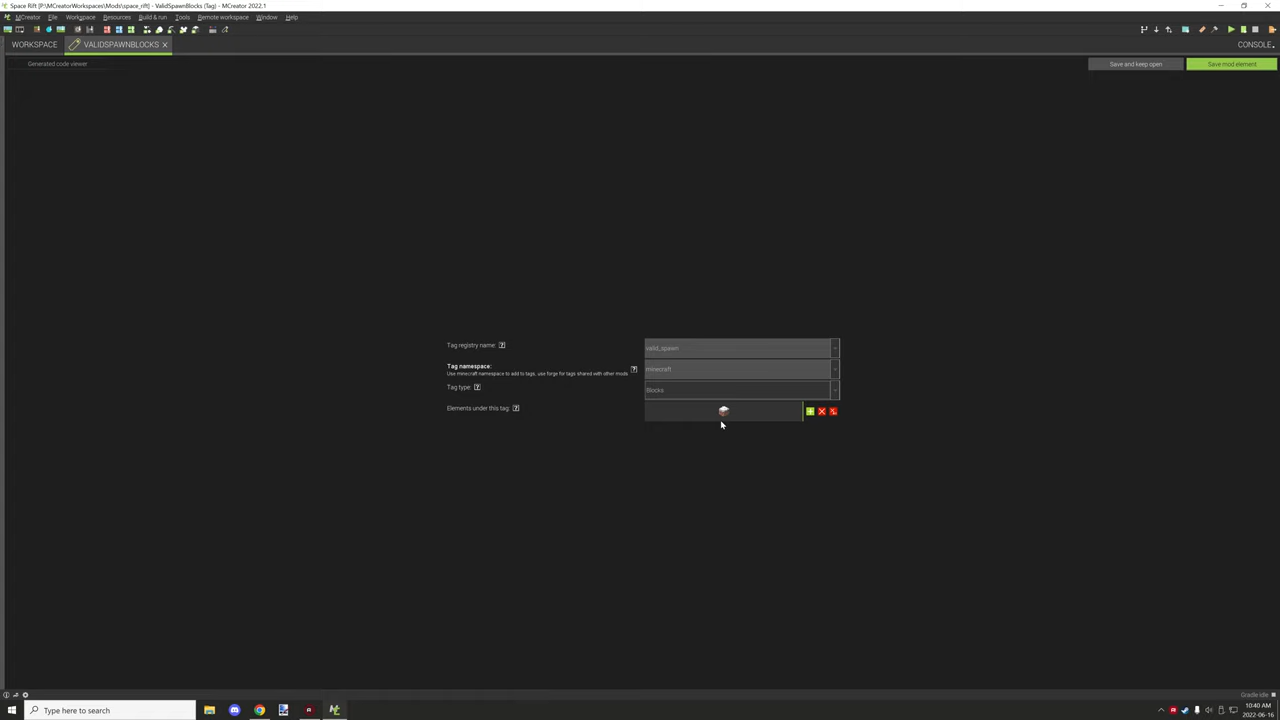 Space Rift [P:\MCreatorWorkspaces\Mods\space_rift] - ValidSpawnBlocks (Tag) - MCreator 2022.1
MCreator File Workspace Resources Build & run Tools Remote workspace Window Help
WORKSPACE VALIDSPAWNBLOCKS CONSOLE
Generated code viewer Save and keep open Save mod element
Tag registry name: ? valid_spawn
Tag namespace: ? minecraft
Use minecraft namespace to add to tags, use forge for tags shared with other mods
Tag type: ? Blocks
Elements under this tag: ?
Gradle idle
Type here to search
10:40 AM
2022-06-16